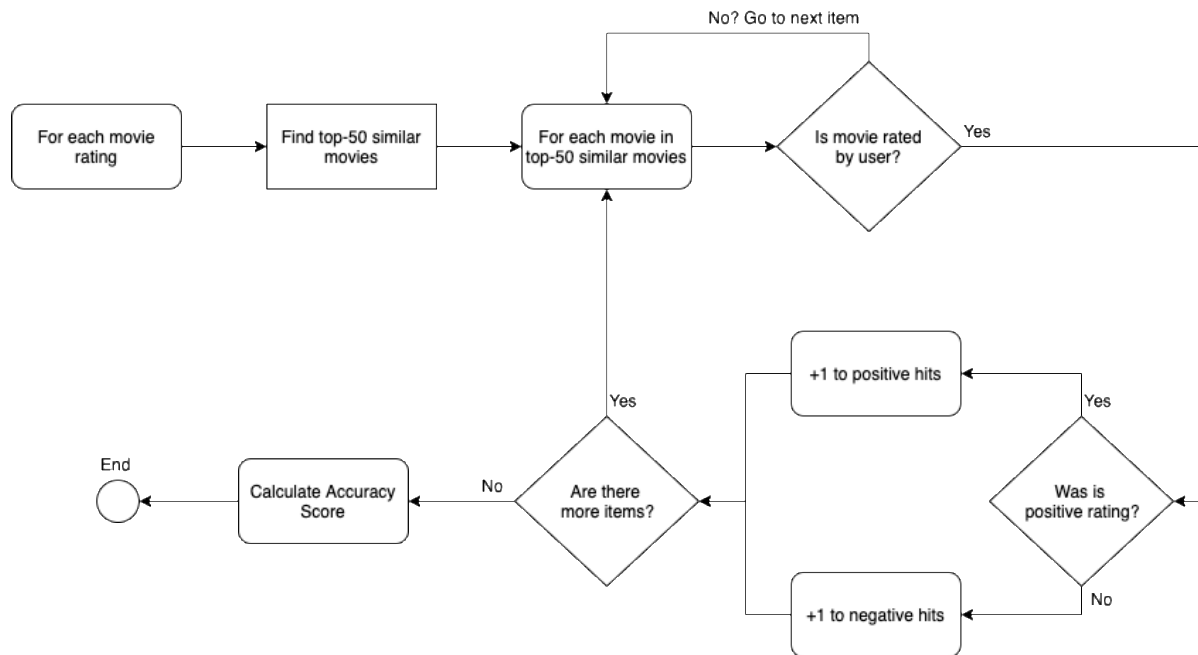 No? Go to next item
For each movie
rating
Find top-50 similar
movies
For each movie in
top-50 similar movies
Is movie rated
by user?
Yes
+1 to positive hits
Yes
Yes
End
Calculate Accuracy
Score
No
Are there
more items?
Was is
positive rating?
No
+1 to negative hits